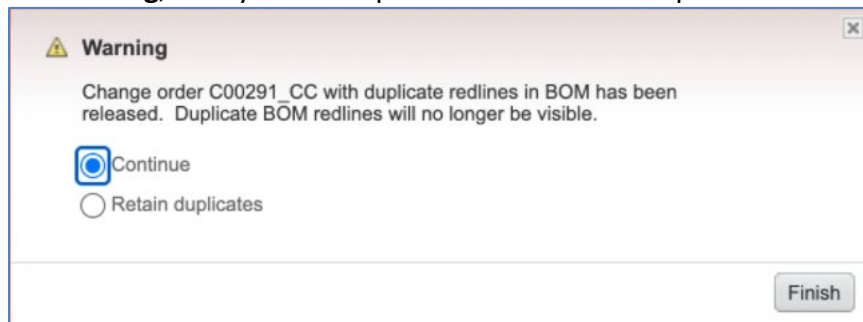 Warning
Change order C00291_CC with duplicate redlines in BOM has been
released. Duplicate BOM redlines will no longer be visible.
Continue
Retain duplicates
Finish